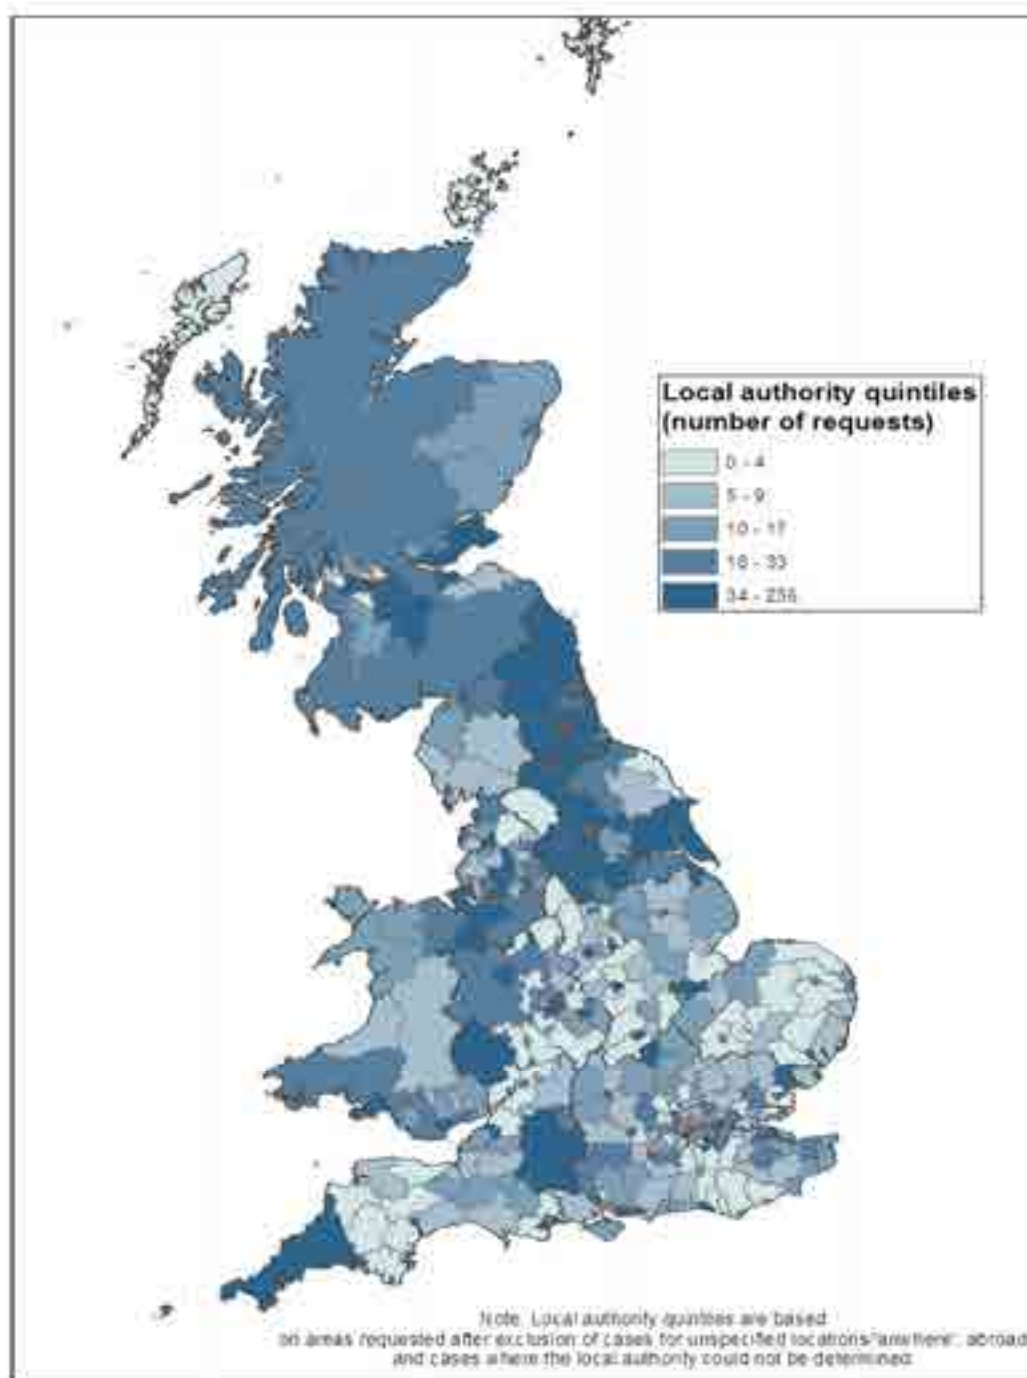 Local authority quintiles
(number of requests)
0 - 4
5 - 9
10 - 17
18 - 33
34 -
Note: Local authority quintiles are based
on areas requested after exclusion of cases for unspecified locations/"anywhere", abroad
and cases where the local authority could not be determined